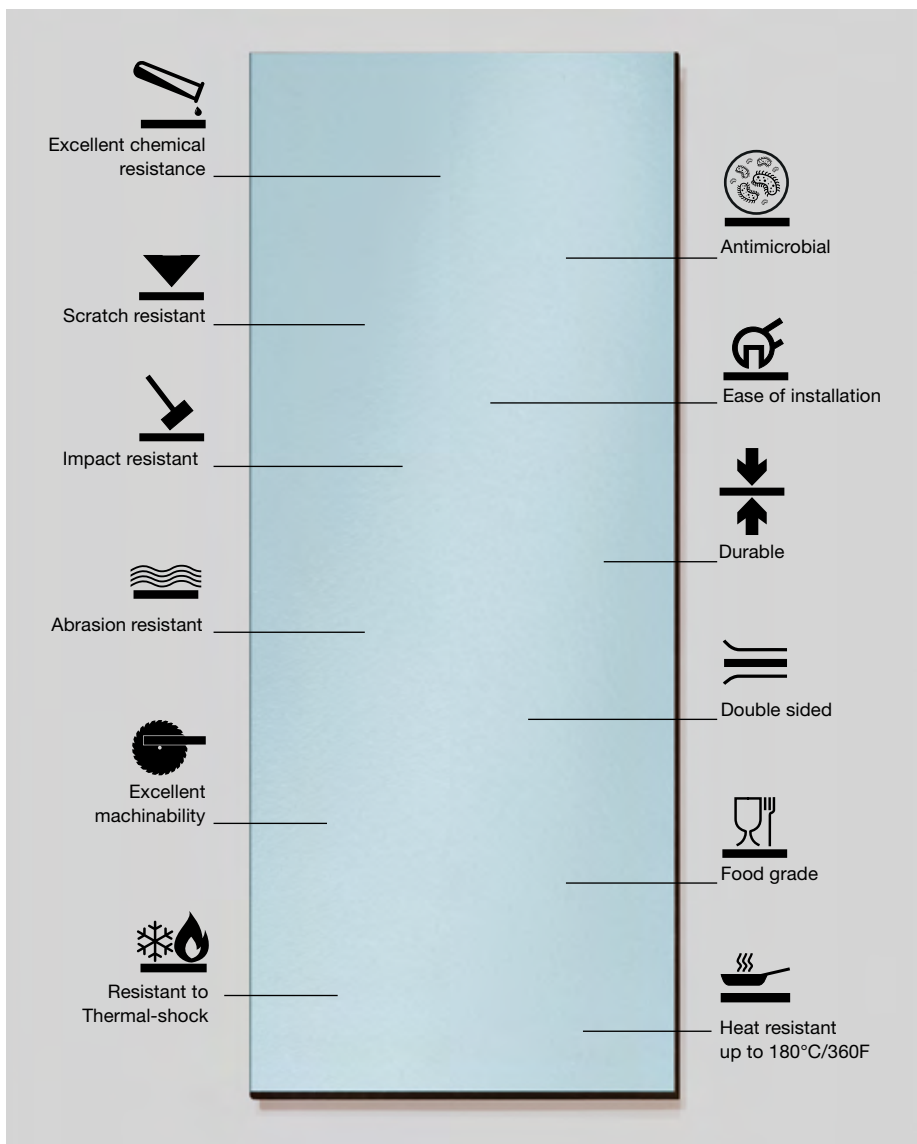 Excellent chemical
resistance
Scratch resistant
Impact resistant
Abrasion resistant
Excellent
machinability
Resistant to
Thermal-shock
Antimicrobial
Ease of installation
Durable
Double sided
Food grade
Heat resistant
up to 180°C/360F